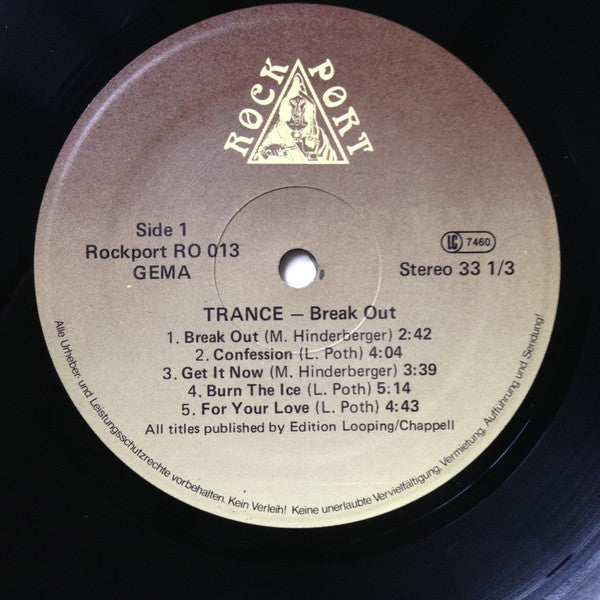 ROCK PORT
Side 1
Rockport RO 013
GEMA
LC 7460
Stereo 33 1/3
TRANCE – Break Out
1. Break Out (M. Hinderberger) 2:42
2. Confession (L. Poth) 4:04
3. Get It Now (M. Hinderberger) 3:39
4. Burn The Ice (L. Poth) 5.14
5. For Your Love (L. Poth) 4:43
All titles published by Edition Looping/Chappell
Alle Urheber- und Leistungsschutzrechte vorbehalten. Kein Verleih! Keine unerlaubte Vervielfältigung, Vermietung, Aufführung und Sendung!